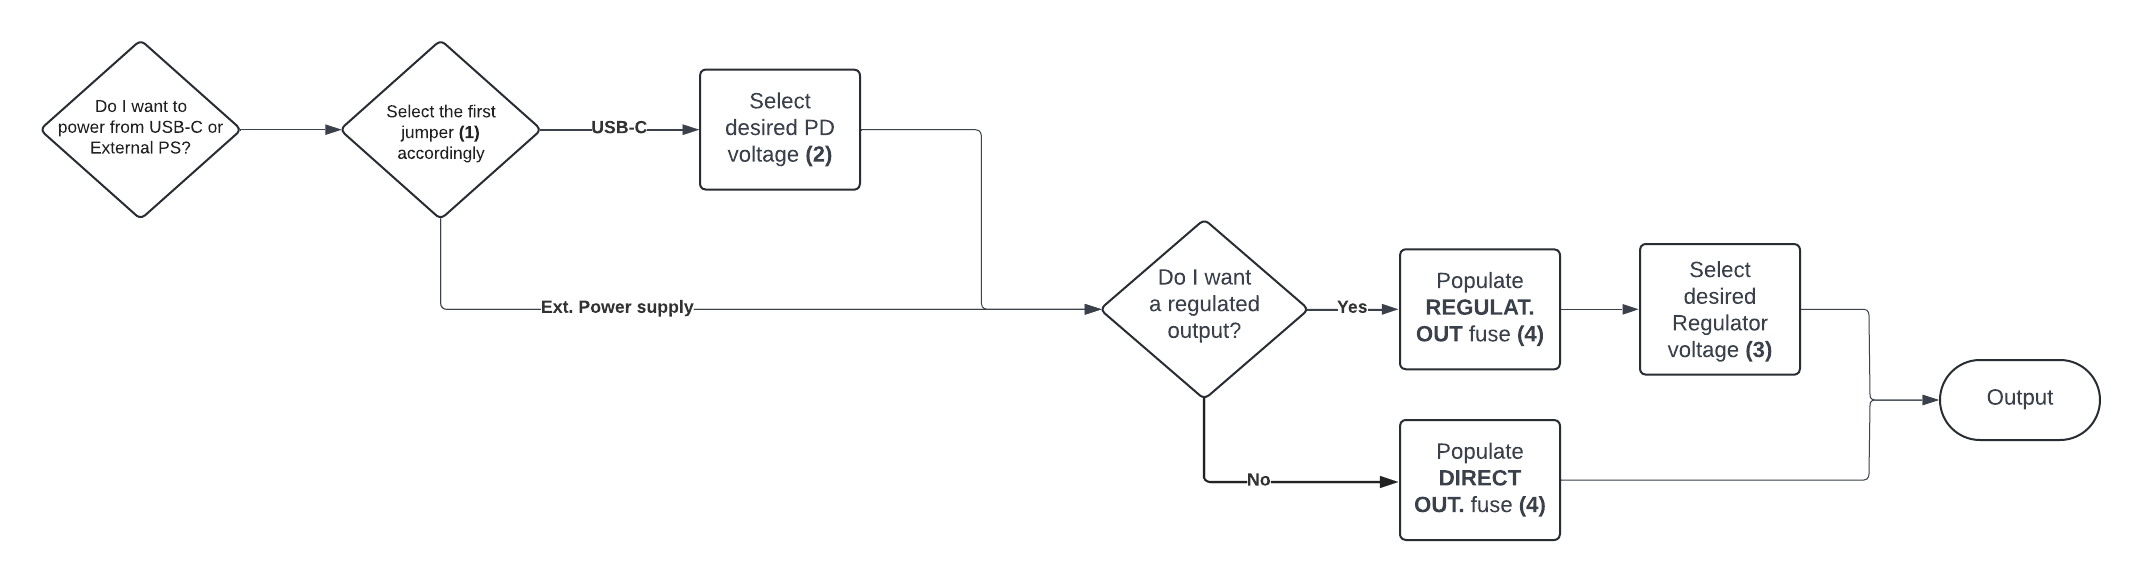 Do I want to
power from USB-C or
External PS?
Select the first
jumper (1)
accordingly
USB-C
Select
desired PD
voltage (2)
Ext. Power supply
Do I want
a regulated
output?
Yes
Populate
REGULAT.
OUT fuse (4)
Select
desired
Regulator
voltage (3)
No
Populate
DIRECT
OUT. fuse (4)
Output